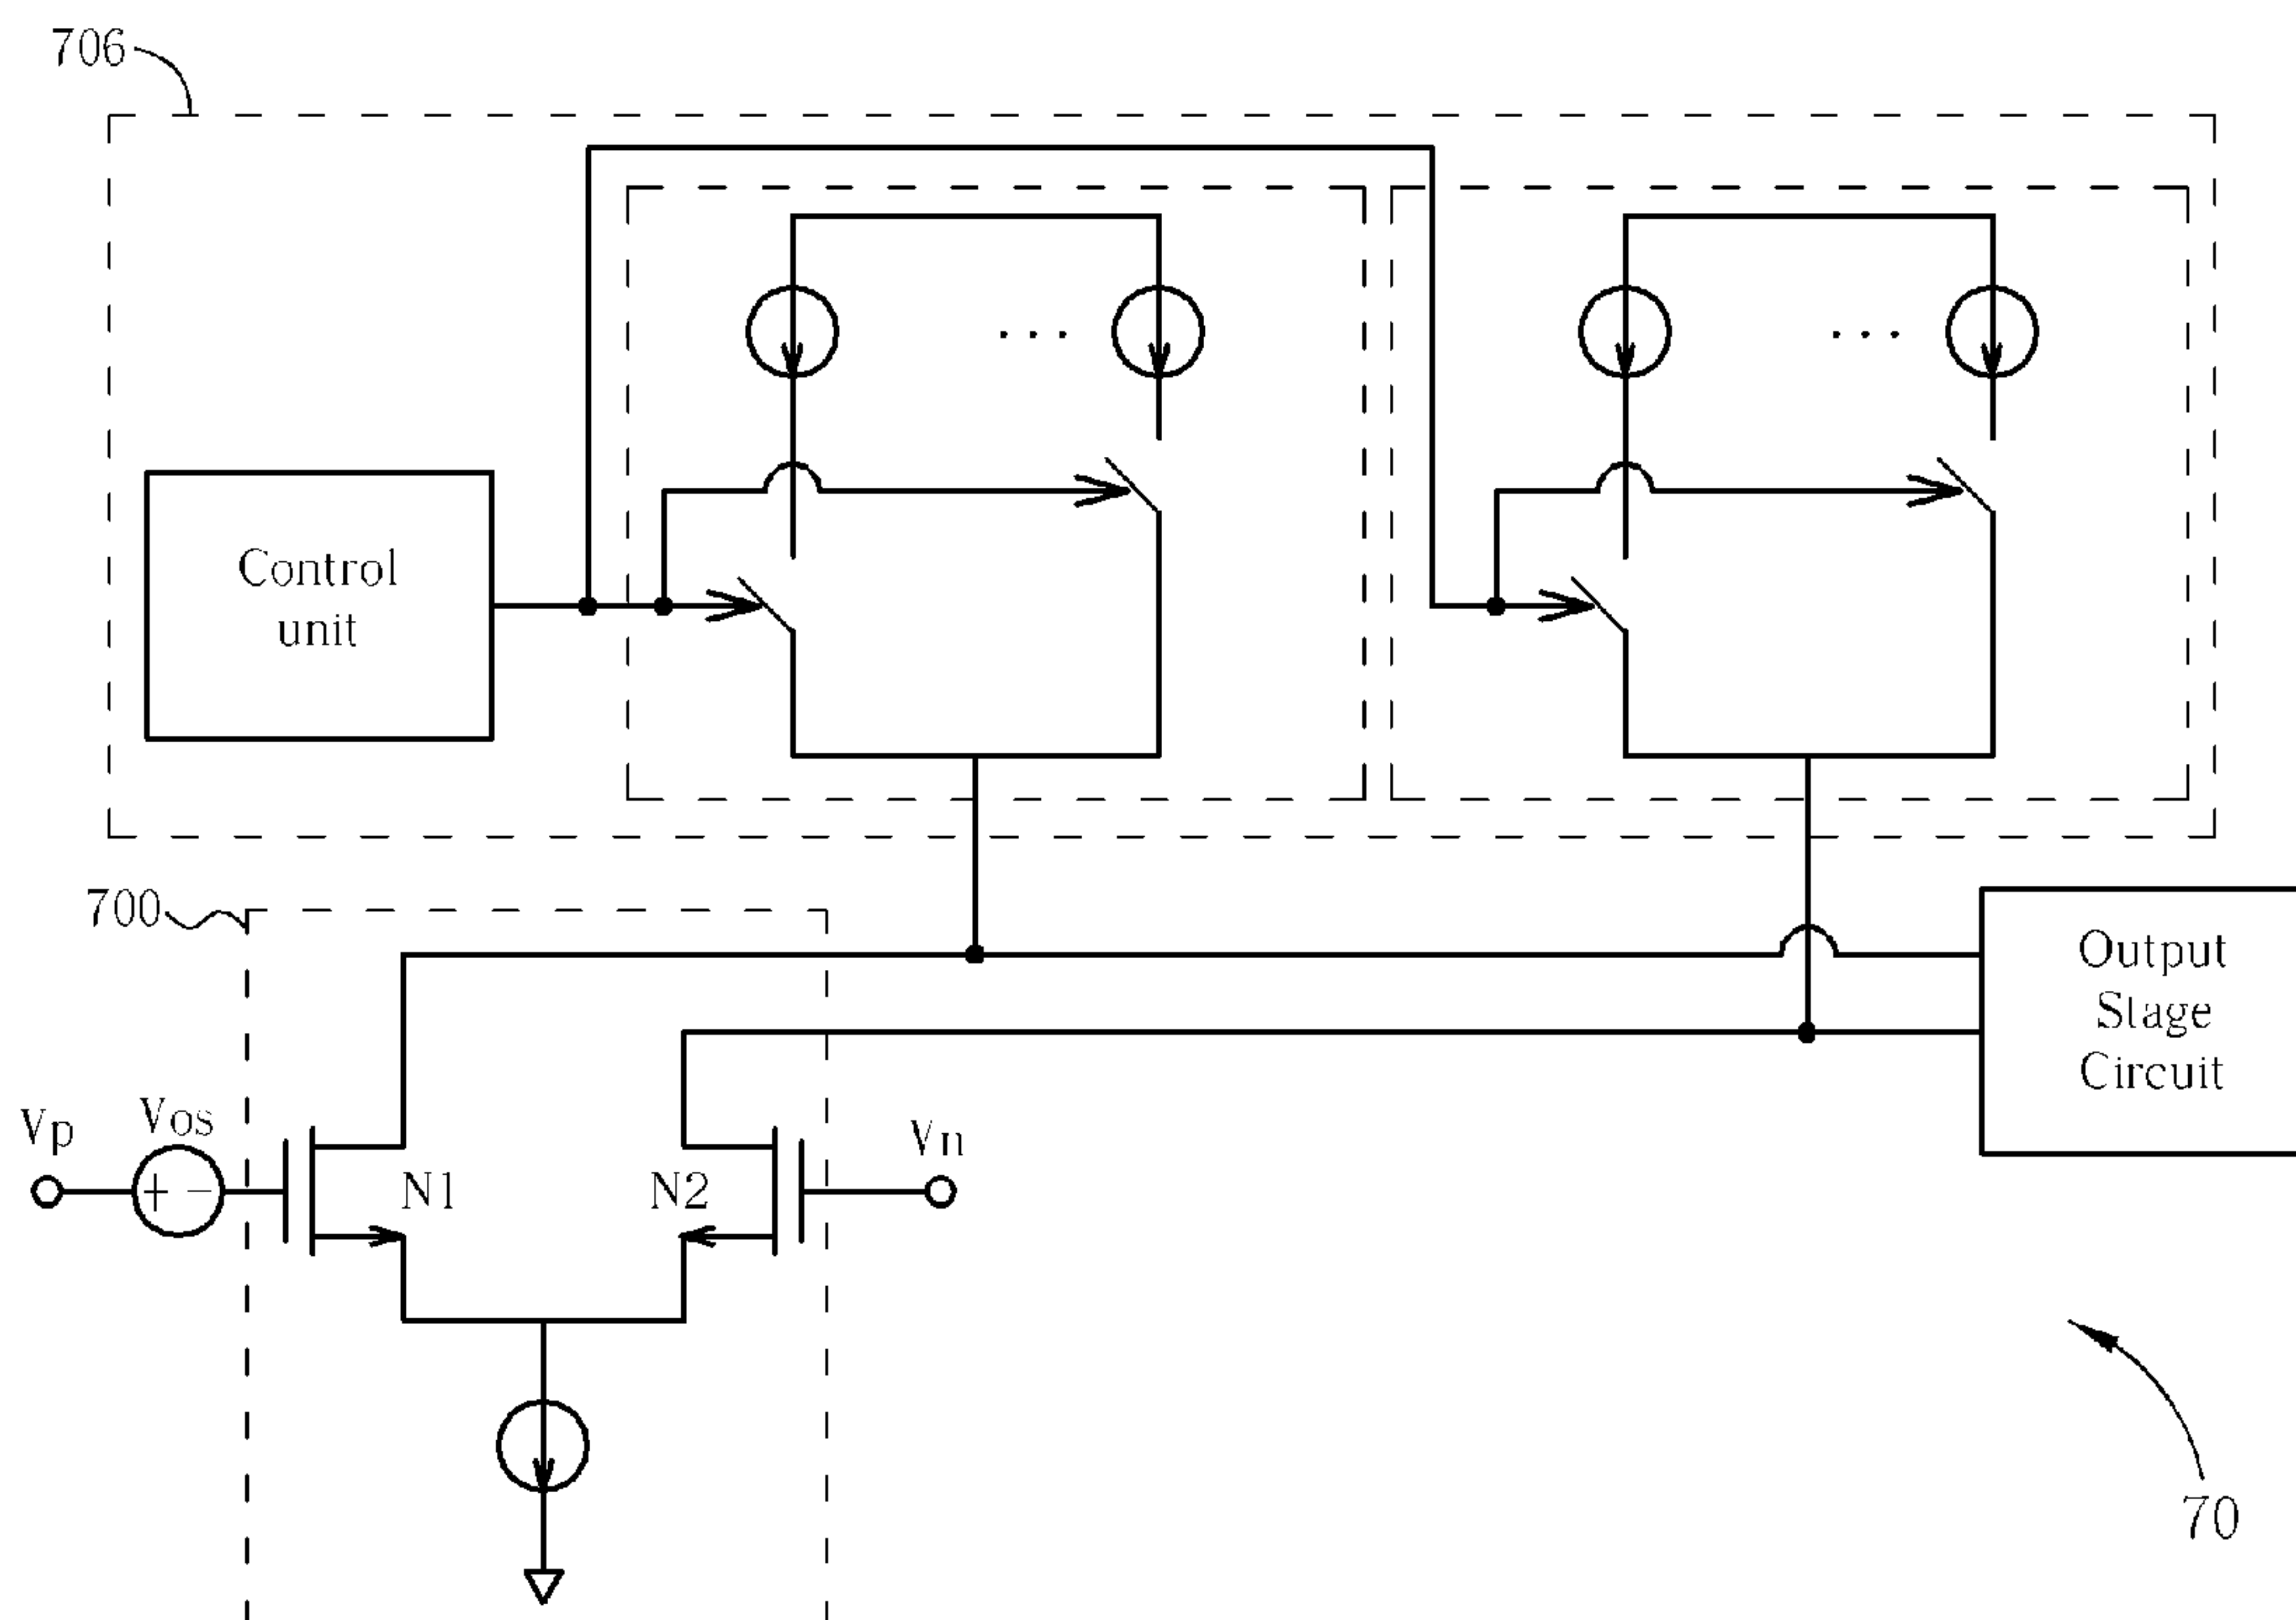 706
Control
unit
700
Output
Stage
Circuit
Vp
Vos
Vn
N1
N2
+ −
70